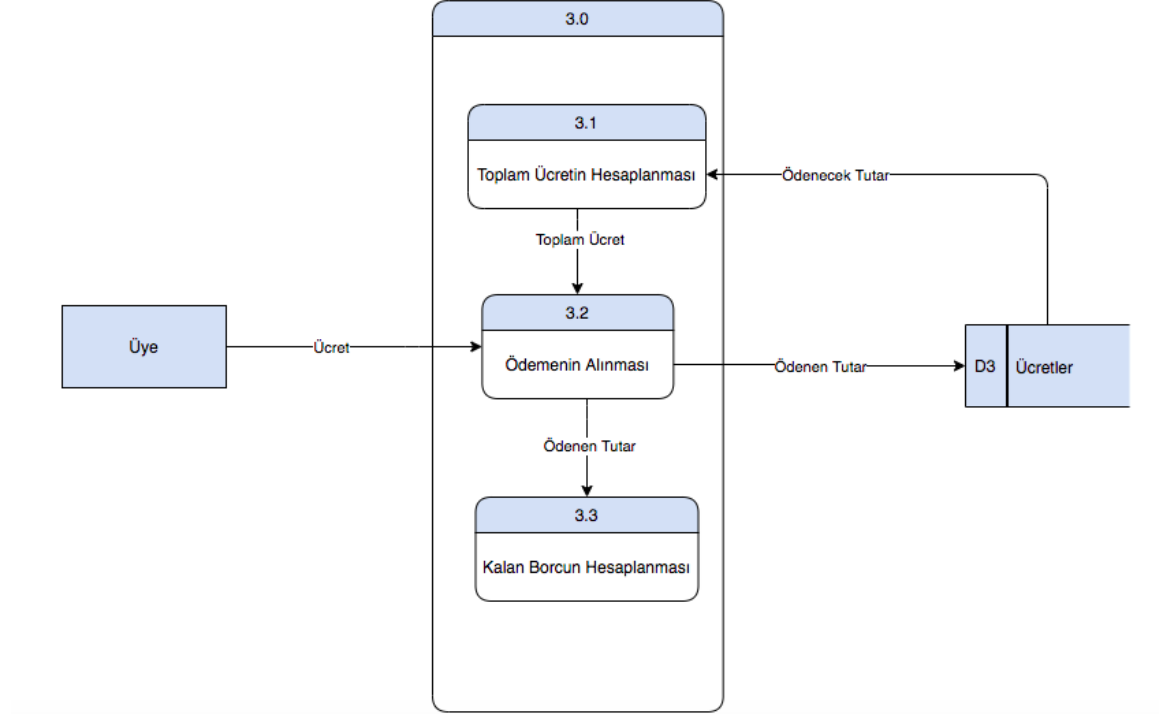 3.0
3.1
Toplam Ücretin Hesaplanması
Ödenecek Tutar
Toplam Ücret
3.2
Üye
Ücret
Ödemenin Alınması
Ödenen Tutar
D3
Ücretler
Ödenen Tutar
3.3
Kalan Borcun Hesaplanması